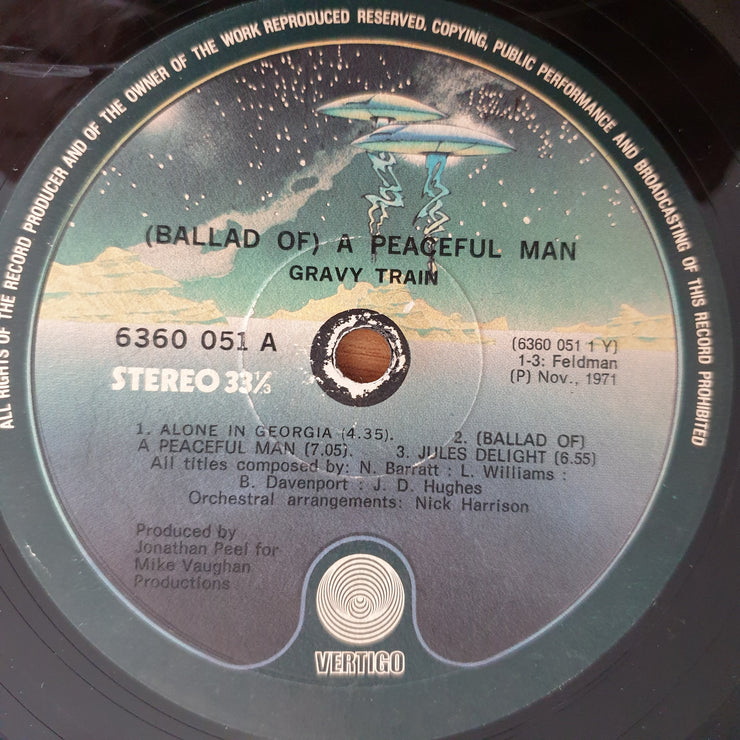 ALL RIGHTS OF THE RECORD PRODUCER AND OF THE OWNER OF THE WORK REPRODUCED RESERVED. COPYING, PUBLIC PERFORMANCE AND BROADCASTING OF THIS RECORD PROHIBITED
(BALLAD OF) A PEACEFUL MAN
GRAVY TRAIN
6360 051 A
STEREO 33⅓
(6360 051 1 Y)
1-3: Feldman
(P) Nov., 1971
1. ALONE IN GEORGIA (4.35). 2. (BALLAD OF)
A PEACEFUL MAN (7.05). 3. JULES DELIGHT (6.55)
All titles composed by: N. Barratt : L. Williams :
B. Davenport : J. D. Hughes
Orchestral arrangements: Nick Harrison
Produced by
Jonathan Peel for
Mike Vaughan
Productions
VERTIGO